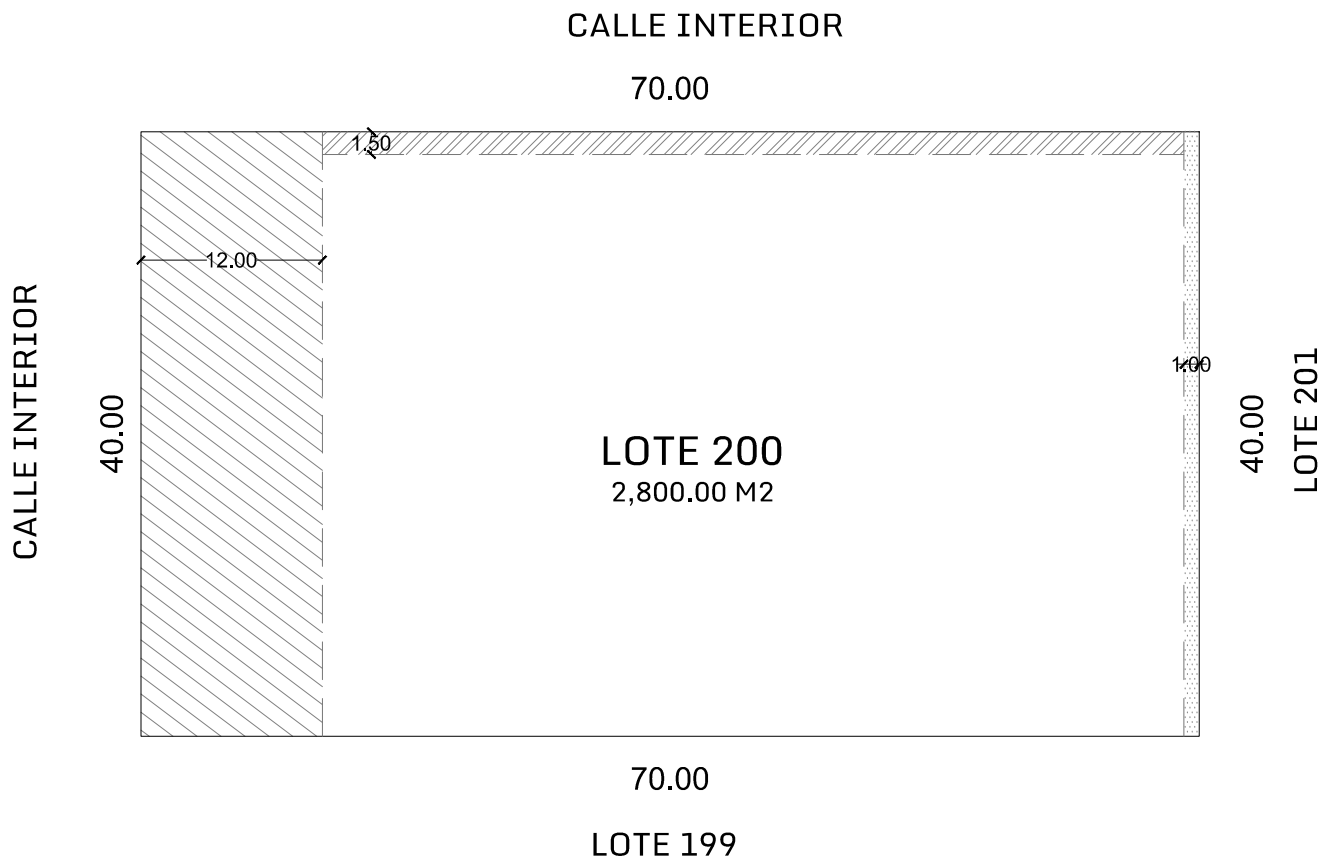 CALLE INTERIOR
70.00
1.50
12.00
CALLE INTERIOR
40.00
LOTE 200
2,800.00 M2
1.00
40.00
LOTE 201
70.00
LOTE 199